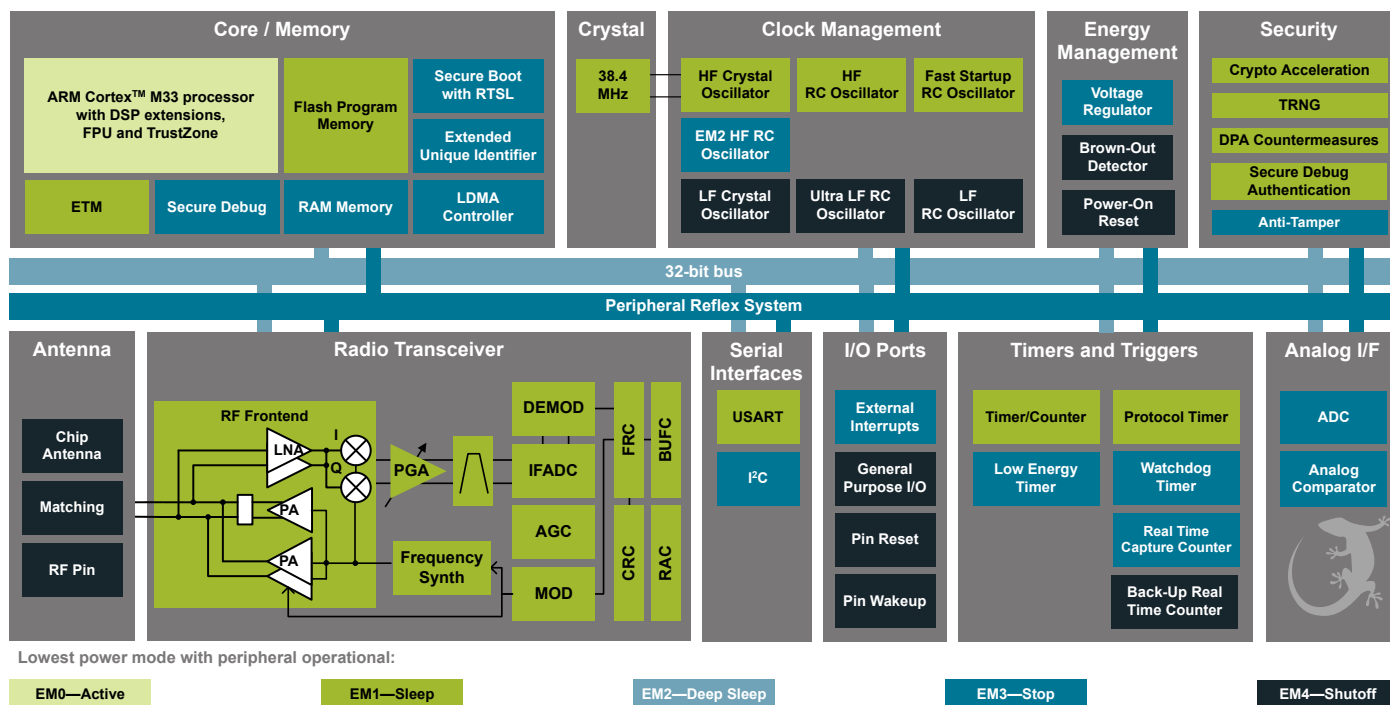 Core / Memory
ARM Cortex™ M33 processor
with DSP extensions,
FPU and TrustZone
Flash Program
Memory
Secure Boot
with RTSL
Extended
Unique Identifier
ETM
Secure Debug
RAM Memory
LDMA
Controller
Crystal
38.4
MHz
Clock Management
HF Crystal
Oscillator
HF
RC Oscillator
Fast Startup
RC Oscillator
EM2 HF RC
Oscillator
LF Crystal
Oscillator
Ultra LF RC
Oscillator
LF
RC Oscillator
Energy
Management
Voltage
Regulator
Brown-Out
Detector
Power-On
Reset
Security
Crypto Acceleration
TRNG
DPA Countermeasures
Secure Debug
Authentication
Anti-Tamper
32-bit bus
Peripheral Reflex System
Antenna
Chip
Antenna
Matching
RF Pin
Radio Transceiver
RF Frontend
LNA
I
Q
PA
PA
PGA
Frequency
Synth
DEMOD
IFADC
AGC
MOD
FRC
BUFC
CRC
RAC
Serial
Interfaces
USART
I²C
I/O Ports
External
Interrupts
General
Purpose I/O
Pin Reset
Pin Wakeup
Timers and Triggers
Timer/Counter
Protocol Timer
Low Energy
Timer
Watchdog
Timer
Real Time
Capture Counter
Back-Up Real
Time Counter
Analog I/F
ADC
Analog
Comparator
Lowest power mode with peripheral operational:
EM0—Active
EM1—Sleep
EM2—Deep Sleep
EM3—Stop
EM4—Shutoff